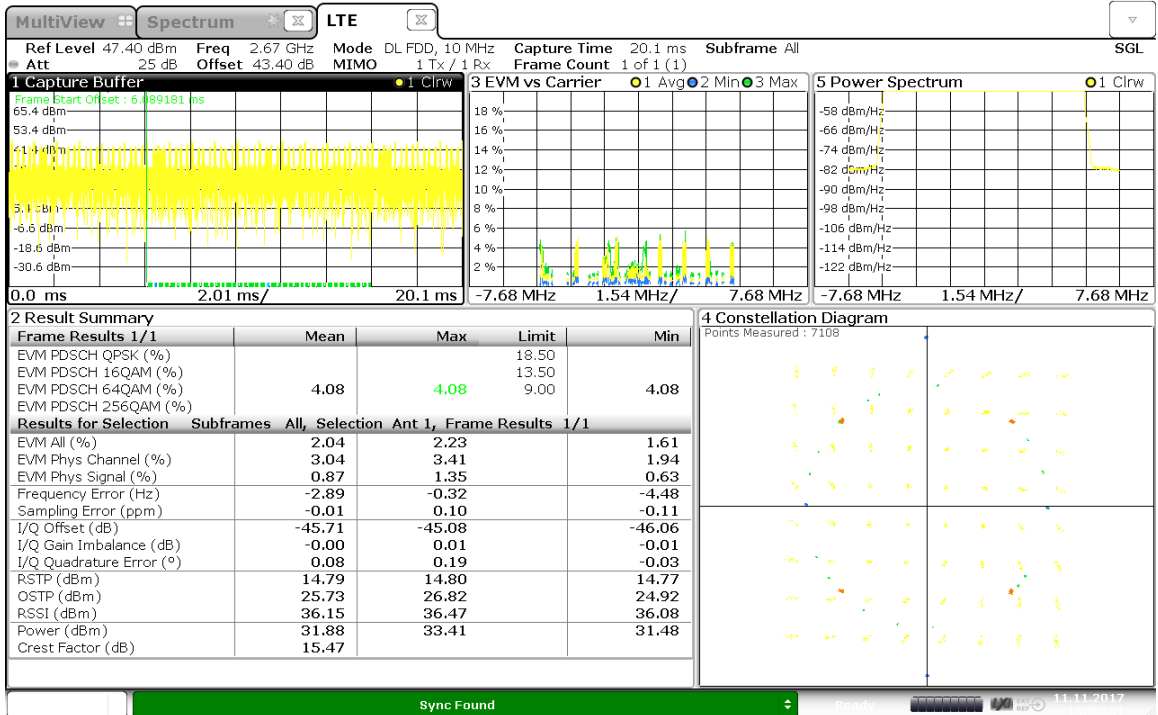 MultiView Spectrum LTE
Ref Level 47.40 dBm Freq 2.67 GHz Mode DL FDD, 10 MHz Capture Time 20.1 ms Subframe All SGL
Att 25 dB Offset 43.40 dB MIMO 1 Tx / 1 Rx Frame Count 1 of 1 (1)
1 Capture Buffer 1 Clrw
Frame Start Offset : 6.089181 ms
65.4 dBm
53.4 dBm
41.4 dBm
5.4 dBm
-6.6 dBm
-18.6 dBm
-30.6 dBm
0.0 ms 2.01 ms/ 20.1 ms
3 EVM vs Carrier 1 Avg 2 Min 3 Max
18 %
16 %
14 %
12 %
10 %
8 %
6 %
4 %
2 %
-7.68 MHz 1.54 MHz/ 7.68 MHz
5 Power Spectrum 1 Clrw
-58 dBm/Hz
-66 dBm/Hz
-74 dBm/Hz
-82 dBm/Hz
-90 dBm/Hz
-98 dBm/Hz
-106 dBm/Hz
-114 dBm/Hz
-122 dBm/Hz
-7.68 MHz 1.54 MHz/ 7.68 MHz
2 Result Summary
Frame Results 1/1 Mean Max Limit Min
EVM PDSCH QPSK (%) 18.50
EVM PDSCH 16QAM (%) 13.50
EVM PDSCH 64QAM (%) 4.08 4.08 9.00 4.08
EVM PDSCH 256QAM (%)
Results for Selection Subframes All, Selection Ant 1, Frame Results 1/1
EVM All (%) 2.04 2.23 1.61
EVM Phys Channel (%) 3.04 3.41 1.94
EVM Phys Signal (%) 0.87 1.35 0.63
Frequency Error (Hz) -2.89 -0.32 -4.48
Sampling Error (ppm) -0.01 0.10 -0.11
I/Q Offset (dB) -45.71 -45.08 -46.06
I/Q Gain Imbalance (dB) -0.00 0.01 -0.01
I/Q Quadrature Error (º) 0.08 0.19 -0.03
RSTP (dBm) 14.79 14.80 14.77
OSTP (dBm) 25.73 26.82 24.92
RSSI (dBm) 36.15 36.47 36.08
Power (dBm) 31.88 33.41 31.48
Crest Factor (dB) 15.47
4 Constellation Diagram
Points Measured : 7108
Sync Found
Ready
LXI EXT REF 11.11.2017